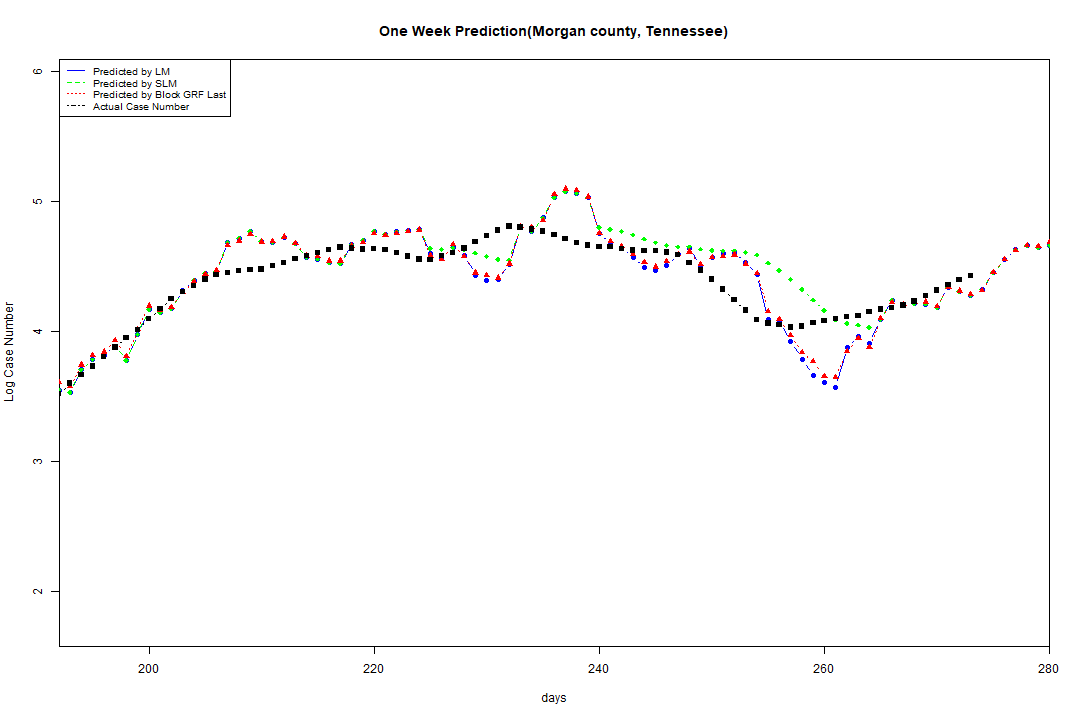 One Week Prediction(Morgan county, Tennessee)
Predicted by LM
Predicted by SLM
Predicted by Block GRF Last
Actual Case Number
6
5
4
3
2
Log Case Number
200
220
240
260
280
days